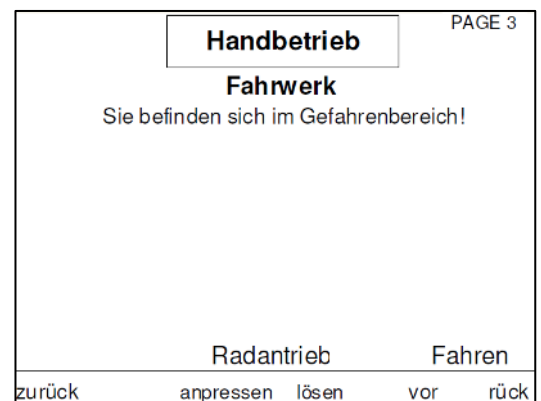 PAGE 3
Handbetrieb
Fahrwerk
Sie befinden sich im Gefahrenbereich!
Radantrieb Fahren
zurück anpressen lösen vor rück